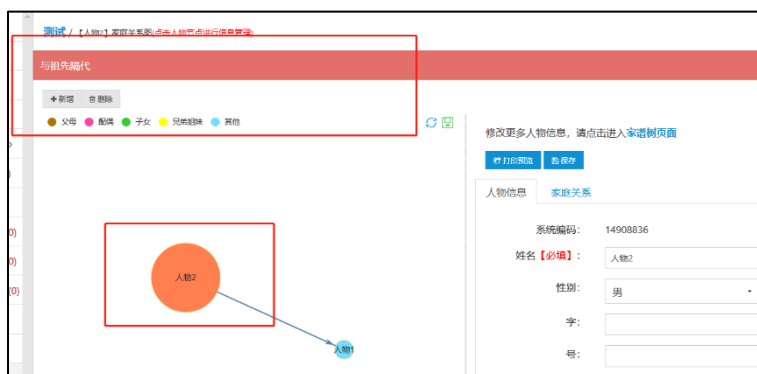 测试 / 【人物2】家庭关系图(点击人物节点进行信息管理)
与祖先隔代
+新增 删除
父母 配偶 子女 兄弟姐妹 其他
修改更多人物信息，请点击进入家谱树页面
打印预览 保存
人物信息 家庭关系
系统编码: 14908836
姓名【必填】: 人物2
性别: 男
字:
号:
人物2
人物1
0)
0)
(0)